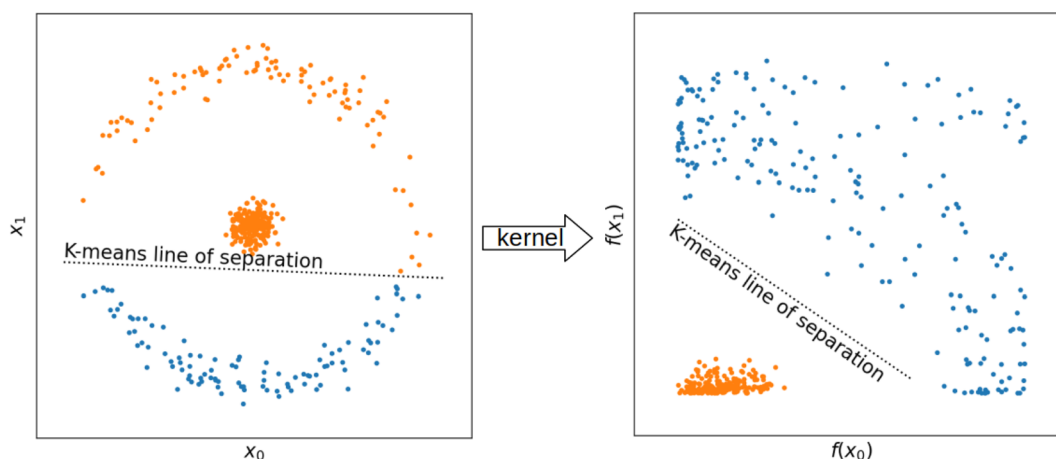 x₁
K-means line of separation
x₀
kernel
f(x₁)
K-means line of separation
f(x₀)